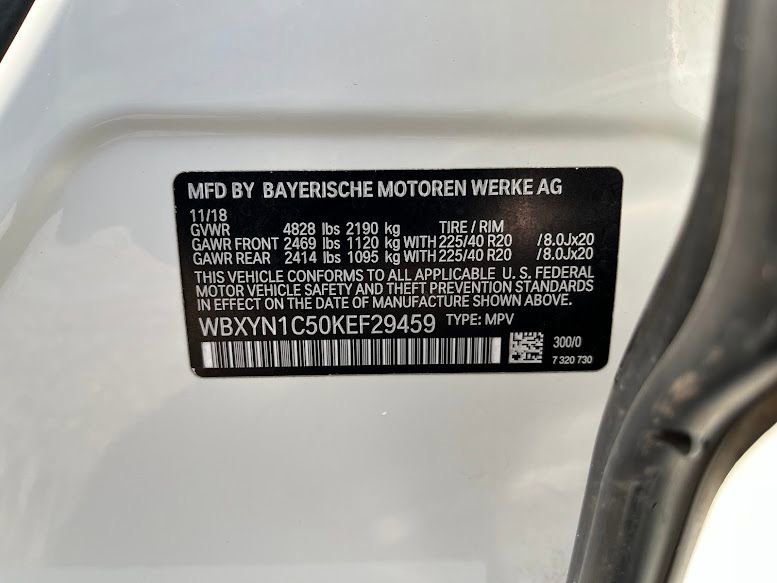 MFD BY BAYERISCHE MOTOREN WERKE AG
11/18
GVWR 4828 lbs 2190 kg TIRE / RIM
GAWR FRONT 2469 lbs 1120 kg WITH 225/40 R20 /8.0Jx20
GAWR REAR 2414 lbs 1095 kg WITH 225/40 R20 /8.0Jx20
THIS VEHICLE CONFORMS TO ALL APPLICABLE U. S. FEDERAL
MOTOR VEHICLE SAFETY AND THEFT PREVENTION STANDARDS
IN EFFECT ON THE DATE OF MANUFACTURE SHOWN ABOVE.
WBXYN1C50KEF29459 TYPE: MPV
300/0
7 320 730